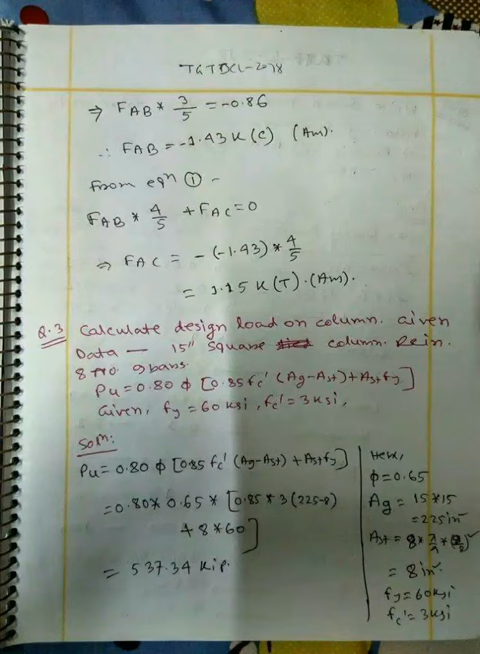 TGTDCL-2018
⇒ FAB * 3/5 = -0.86
∴ FAB = -1.43 K (C) (Am).
From eqn ① -
FAB * 4/5 + FAC = 0
⇒ FAC = -(-1.43) * 4/5
= 1.15 K (T). (Am).
Q.3 Calculate design load on column. Given
Data — 15" square column. Rein.
8 no 9 bars.
Pu = 0.80 φ [0.85 fc' (Ag-Ast) + Ast fy]
Given, fy = 60 ksi, fc' = 3 ksi,
Soln:
Pu = 0.80 φ [0.85 fc' (Ag-Ast) + Ast fy]
= 0.80 * 0.65 * [0.85 * 3 (225-8)
+ 8 * 60]
= 537.34 kip.
Here,
φ = 0.65
Ag = 15 * 15
= 225 in²
Ast = 8 *
= 8 in².
fy = 60 ksi
fc' = 3 ksi